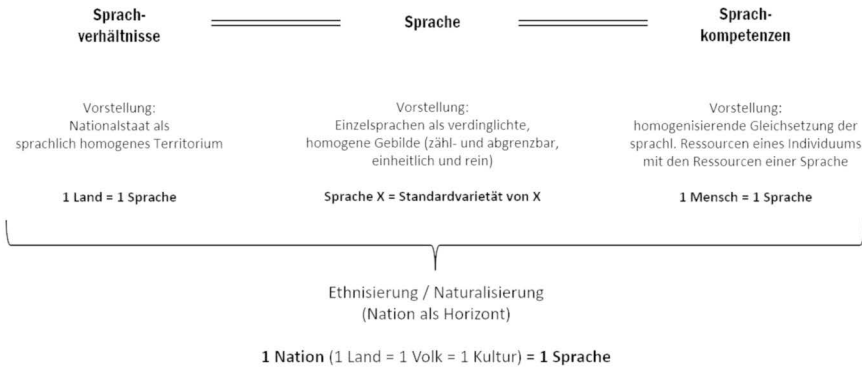 Sprach-
verhältnisse
Sprache
Sprach-
kompetenzen
Vorstellung:
Nationalstaat als
sprachlich homogenes Territorium
1 Land = 1 Sprache
Vorstellung:
Einzelsprachen als verdinglichte,
homogene Gebilde (zähl- und abgrenzbar,
einheitlich und rein)
Sprache X = Standardvarietät von X
Vorstellung:
homogenisierende Gleichsetzung der
sprachl. Ressourcen eines Individuums
mit den Ressourcen einer Sprache
1 Mensch = 1 Sprache
Ethnisierung / Naturalisierung
(Nation als Horizont)
1 Nation (1 Land = 1 Volk = 1 Kultur) = 1 Sprache